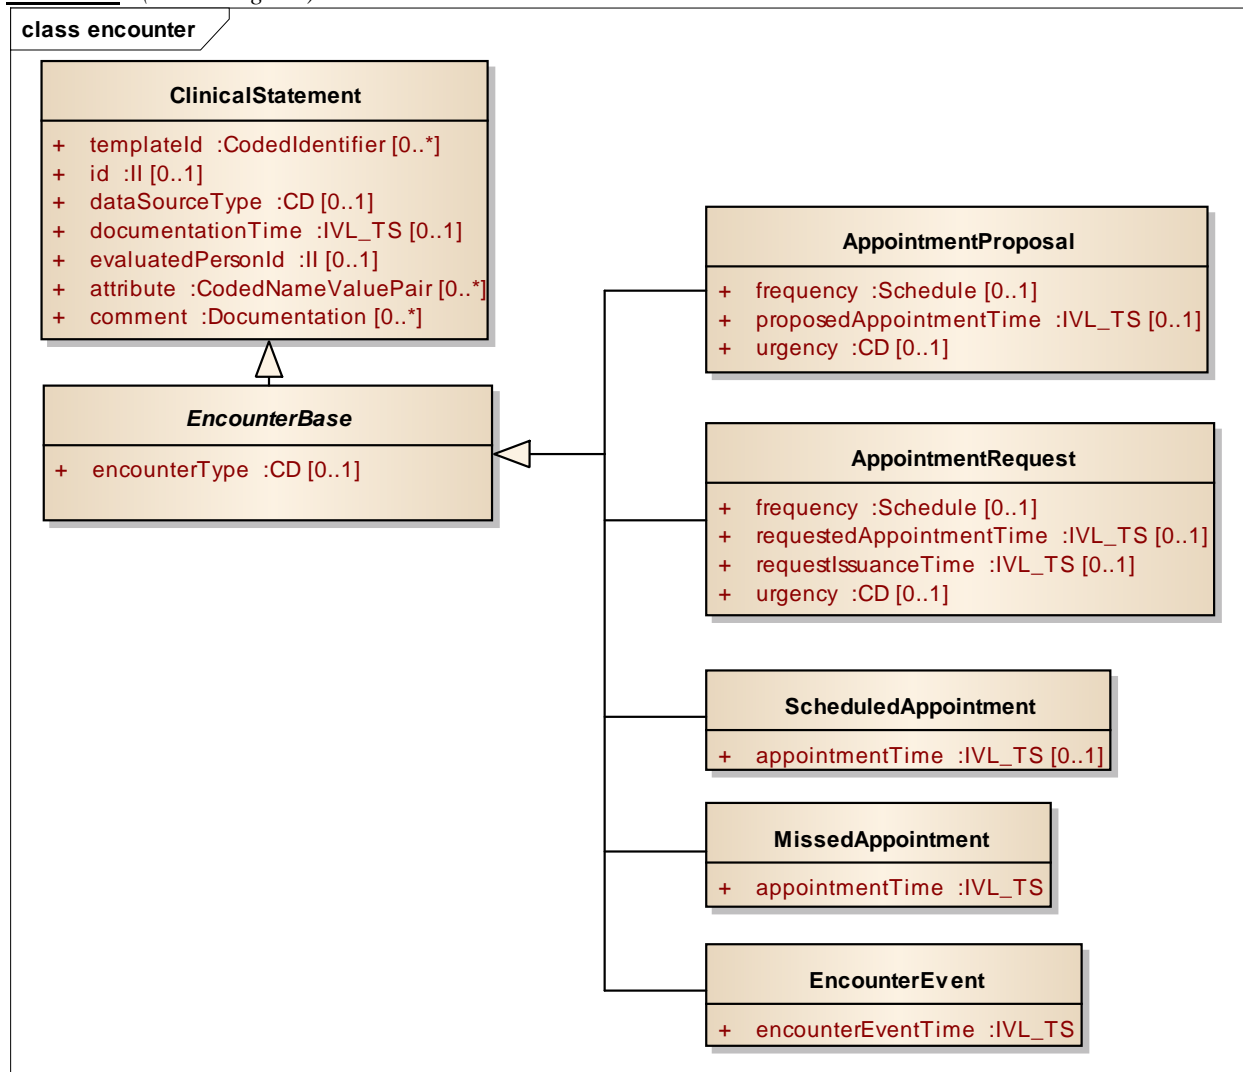 class encounter
ClinicalStatement
+ templateId :CodedIdentifier [0..*]
+ id :II [0..1]
+ dataSourceType :CD [0..1]
+ documentationTime :IVL_TS [0..1]
+ evaluatedPersonId :II [0..1]
+ attribute :CodedNameValuePair [0..*]
+ comment :Documentation [0..*]
EncounterBase
+ encounterType :CD [0..1]
AppointmentProposal
+ frequency :Schedule [0..1]
+ proposedAppointmentTime :IVL_TS [0..1]
+ urgency :CD [0..1]
AppointmentRequest
+ frequency :Schedule [0..1]
+ requestedAppointmentTime :IVL_TS [0..1]
+ requestIssuanceTime :IVL_TS [0..1]
+ urgency :CD [0..1]
ScheduledAppointment
+ appointmentTime :IVL_TS [0..1]
MissedAppointment
+ appointmentTime :IVL_TS
EncounterEvent
+ encounterEventTime :IVL_TS